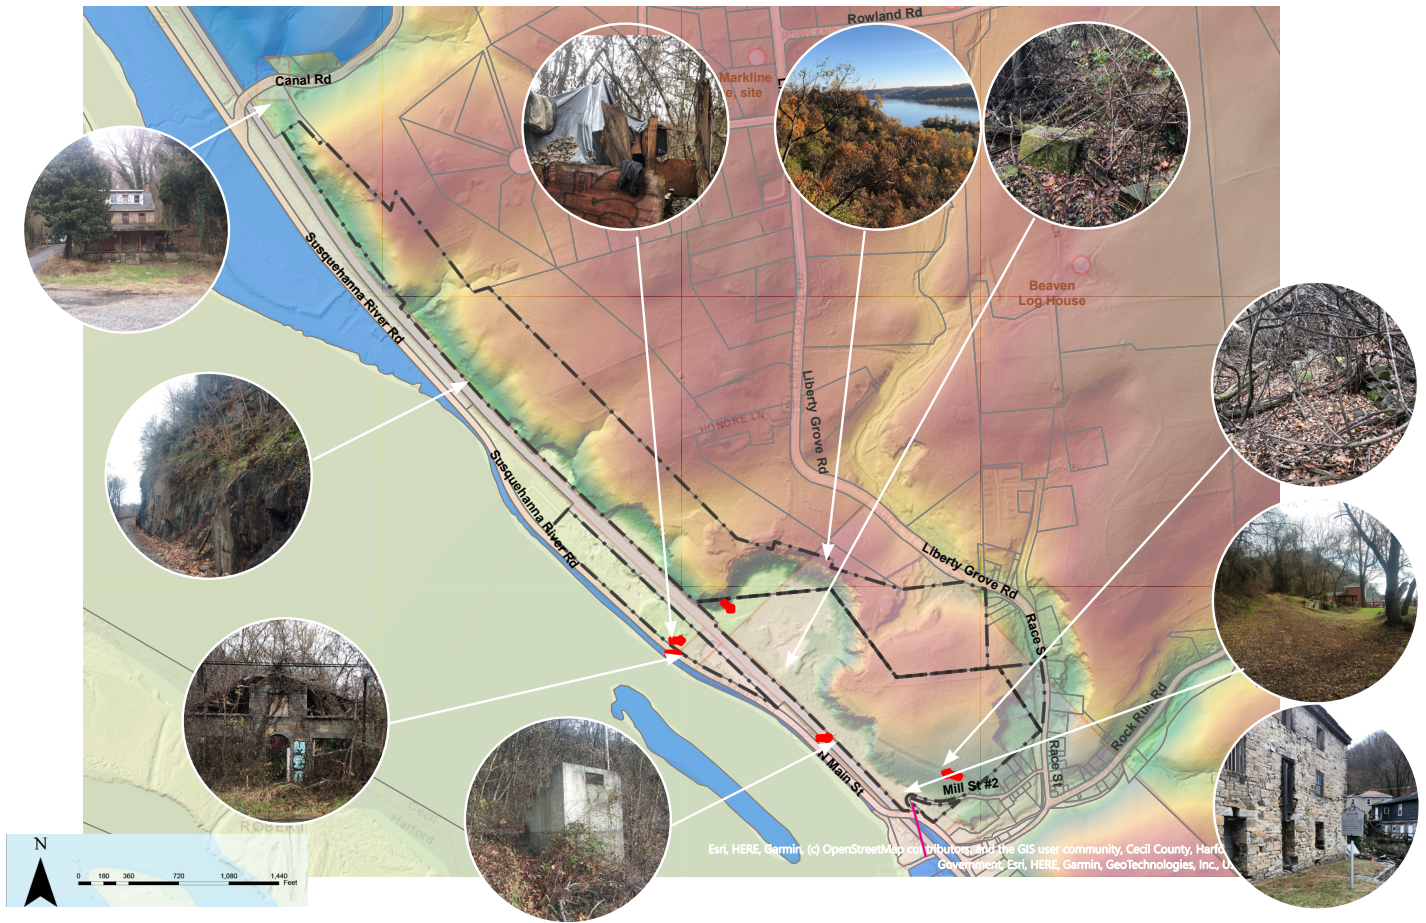 Rowland Rd
Canal Rd
Markline
e, site
Beaven
Log House
Susquehanna River Rd
Liberty Grove Rd
HONORE LN
Susquehanna River Rd
Liberty Grove Rd
Race St
Rock Run Rd
Race St
N Main St
Mill St #2
Cecil
Harford
ROBERT
N
0 180 360 720 1,080 1,440
Feet
Esri, HERE, Garmin, (c) OpenStreetMap contributors, and the GIS user community, Cecil County, Harfo
Government, Esri, HERE, Garmin, GeoTechnologies, Inc., U